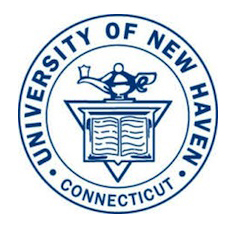 · UNIVERSITY OF NEW HAVEN ·
CONNECTICUT